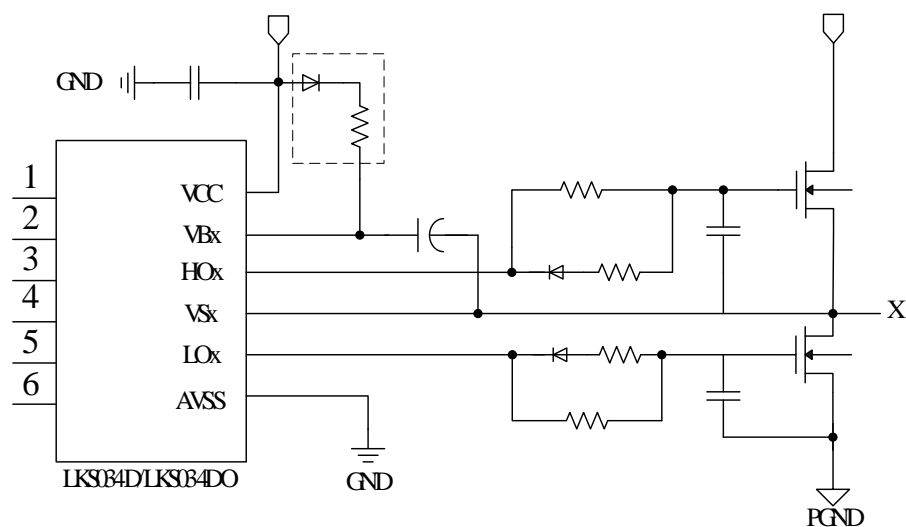 GND
1
2
3
4
5
6
VCC
VBx
HOx
VSx
LOx
AVSS
X
LKS034D/LKS034DO
GND
PGND